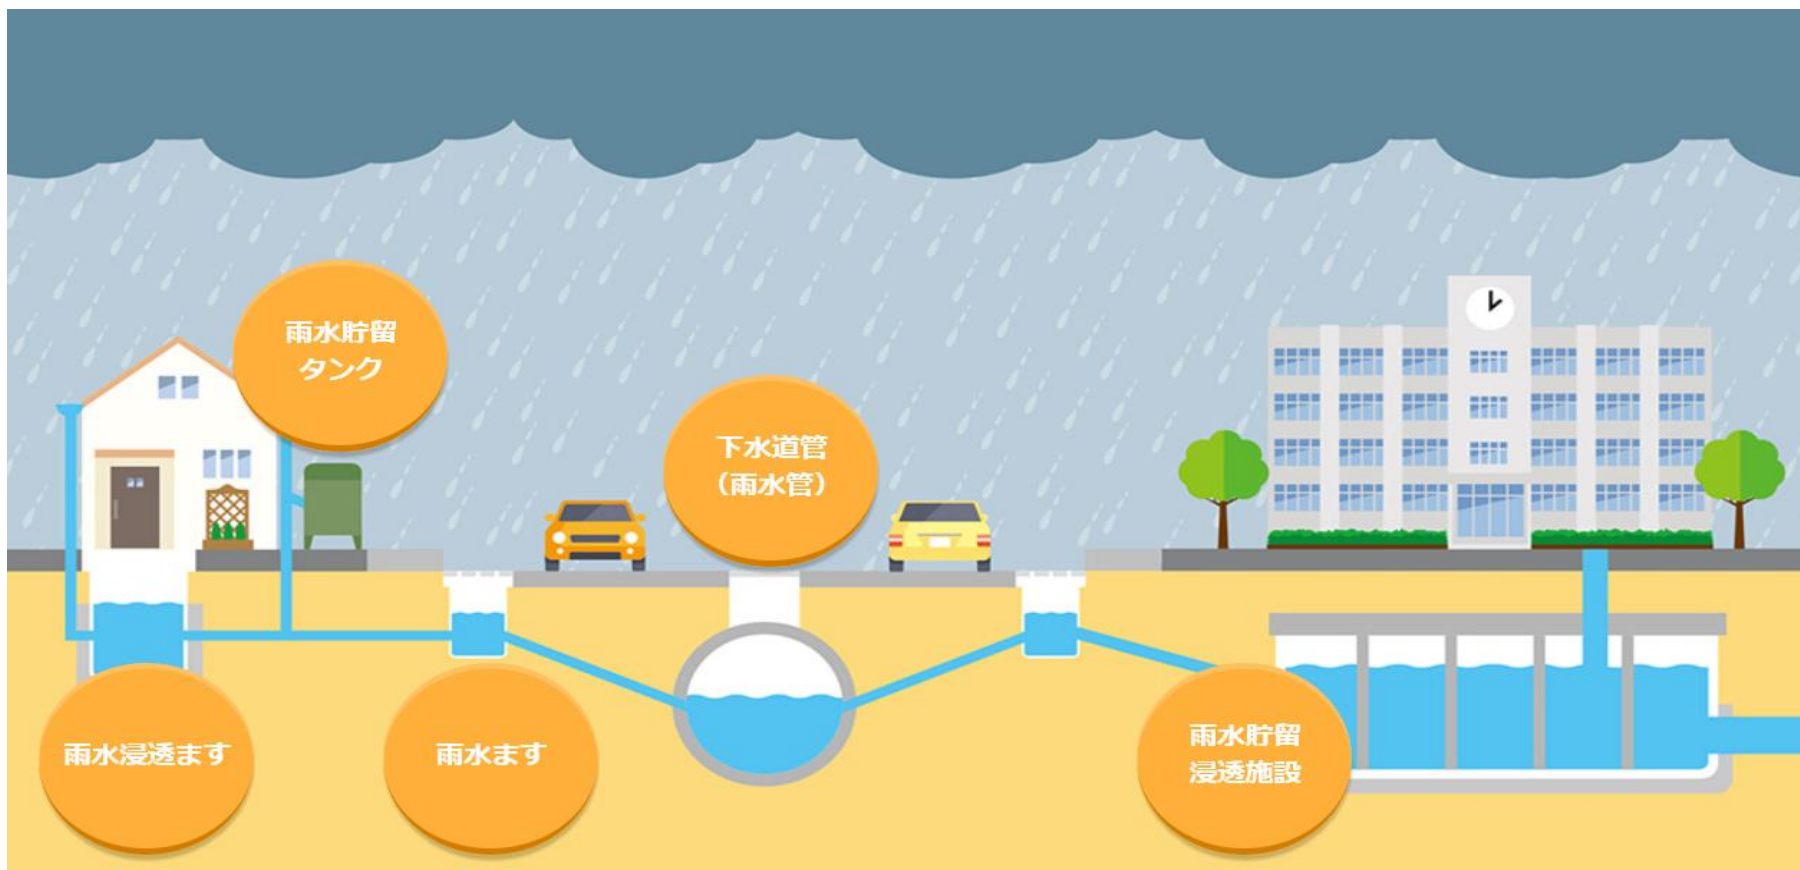 雨水貯留
タンク
下水道管
（雨水管）
雨水浸透ます
雨水ます
雨水貯留
浸透施設